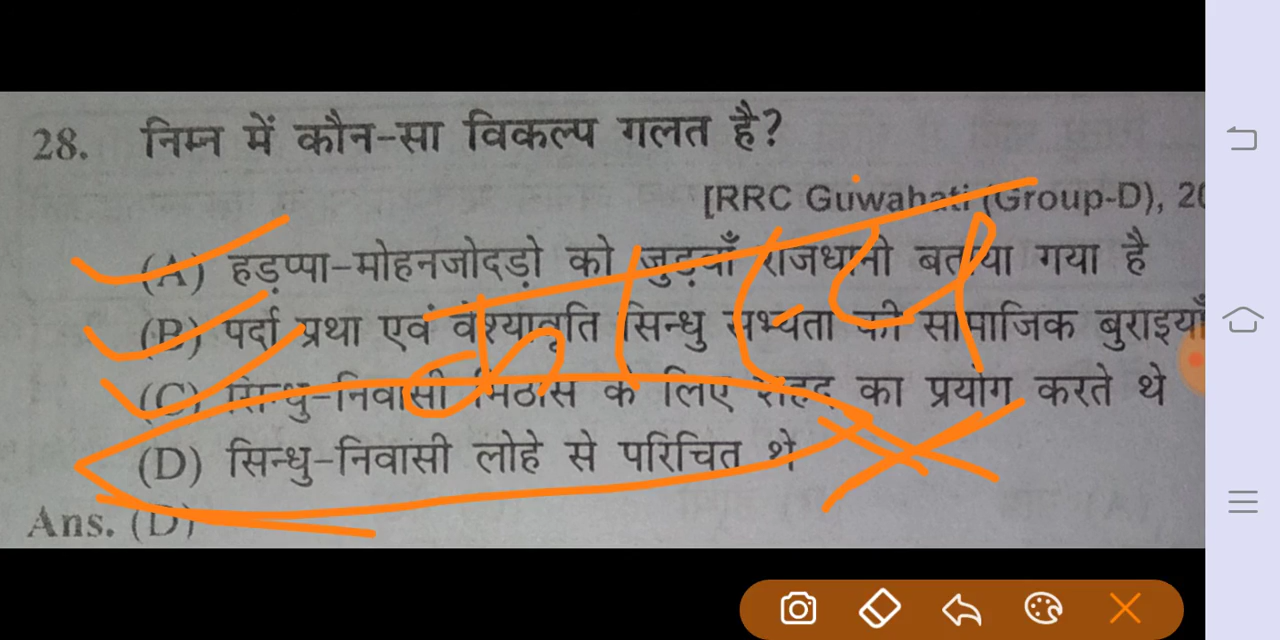 28. निम्न में कौन-सा विकल्प गलत है?
[RRC Guwahati (Group-D), 20
(A) हड़प्पा-मोहनजोदड़ो को जुड़वाँ राजधानी बताया गया है
(B) पर्दा प्रथा एवं वेश्यावृति सिन्धु सभ्यता की सामाजिक बुराइयाँ
(C) सिन्धु-निवासी मिठास के लिए शहद का प्रयोग करते थे
(D) सिन्धु-निवासी लोहे से परिचित थे
Ans. (D)